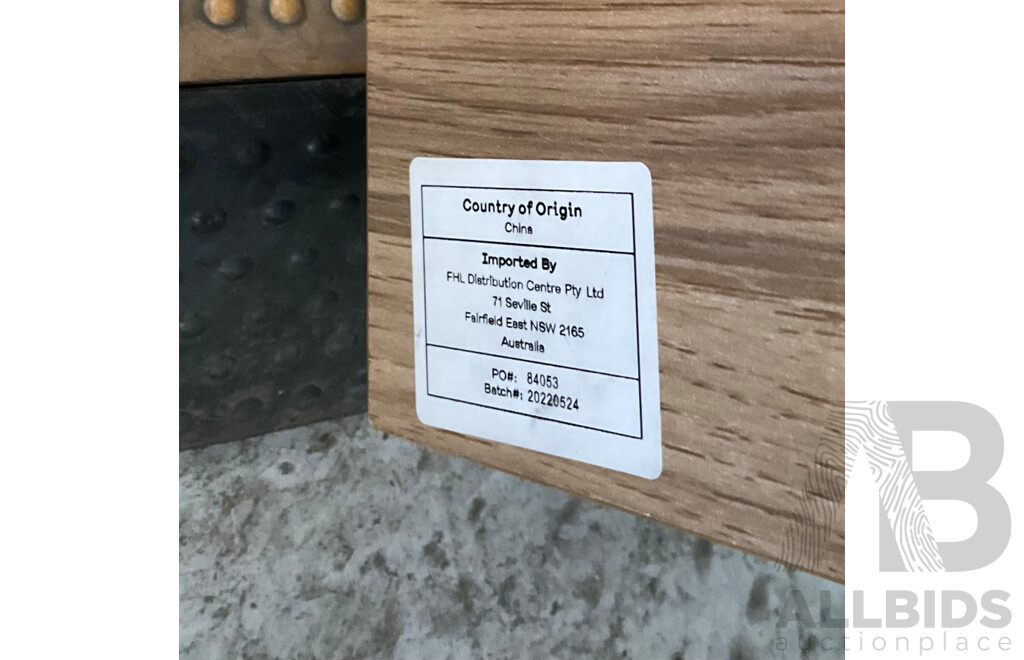 Country of Origin
China
Imported By
FHL Distribution Centre Pty Ltd
71 Seville St
Fairfield East NSW 2165
Australia
PO#: 84053
Batch#: 20220524
AB
ALLBIDS
auctionplace